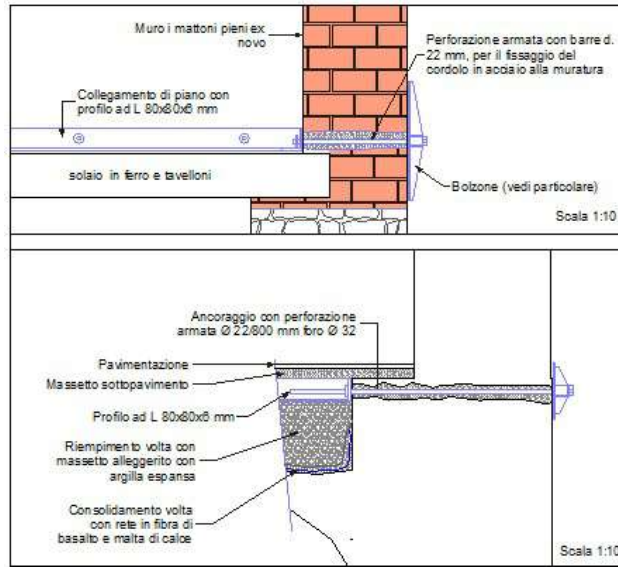 Muro i mattoni pieni ex
novo
Perforazione armata con barre d.
22 mm, per il fissaggio del
cordolo in acciaio alla muratura
Collegamento di piano con
profilo ad L 80x80x6 mm
solaio in ferro e tavelloni
Bolzone (vedi particolare)
Scala 1:10
Ancoraggio con perforazione
armata Ø 22/800 mm foro Ø 32
Pavimentazione
Massetto sottopavimento
Profilo ad L 80x80x6 mm
Riempimento volta con
massetto alleggerito con
argilla espansa
Consolidamento volta
con rete in fibra di
basalto e malta di calce
Scala 1:10